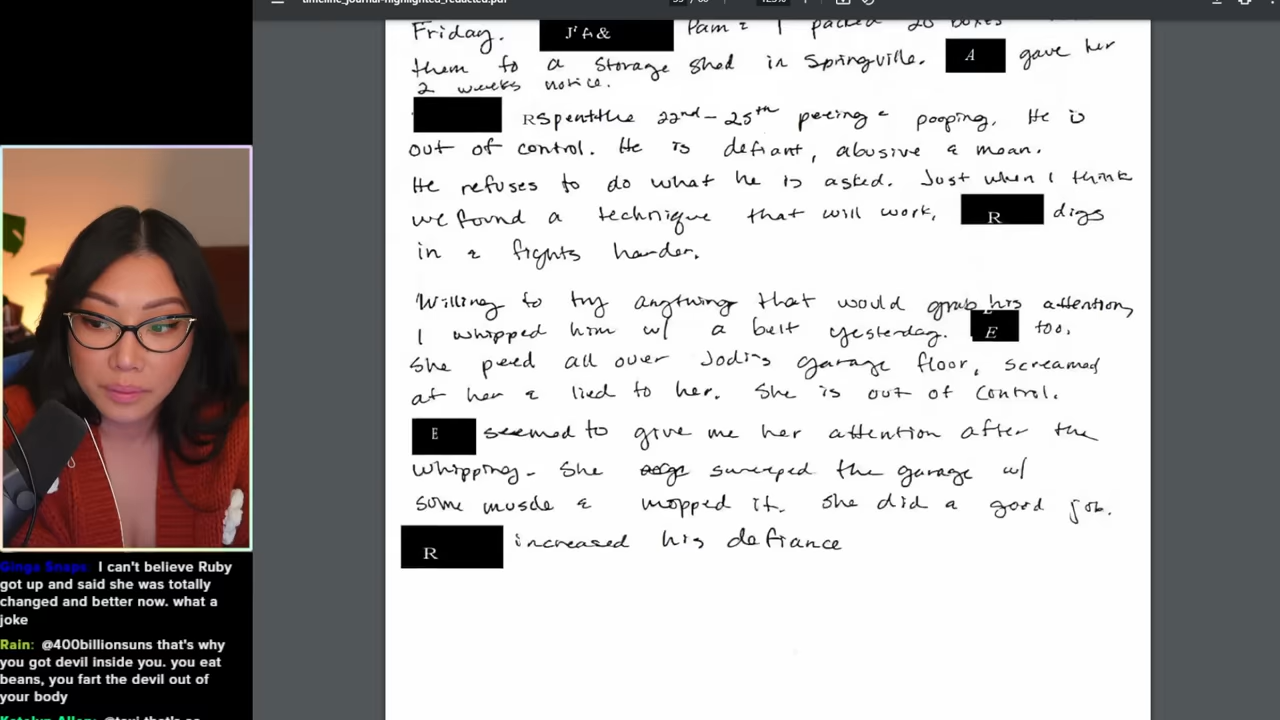 timeline_journal-highlighted_redacted.pdf
Friday. J's & Pam & I packed 20 boxes
them to a storage shed in Springville. A gave her
2 weeks notice.
R spent the 22nd - 25th peeing & pooping. He is
out of control. He is defiant, abusive & mean.
He refuses to do what he is asked. Just when I think
we found a technique that will work, R digs
in & fights harder.
Willing to try anything that would grab his attention,
I whipped him w/ a belt yesterday. E too.
She peed all over Jodi's garage floor, screamed
at her & lied to her. She is out of control.
E seemed to give me her attention after the
whipping - She sweeped the garage w/
some muscle & mopped it. She did a good job.
R increased his defiance
Ginga Snaps: I can't believe Ruby
got up and said she was totally
changed and better now. what a
joke
Rain: @400billionsuns that's why
you got devil inside you. you eat
beans, you fart the devil out of
your body